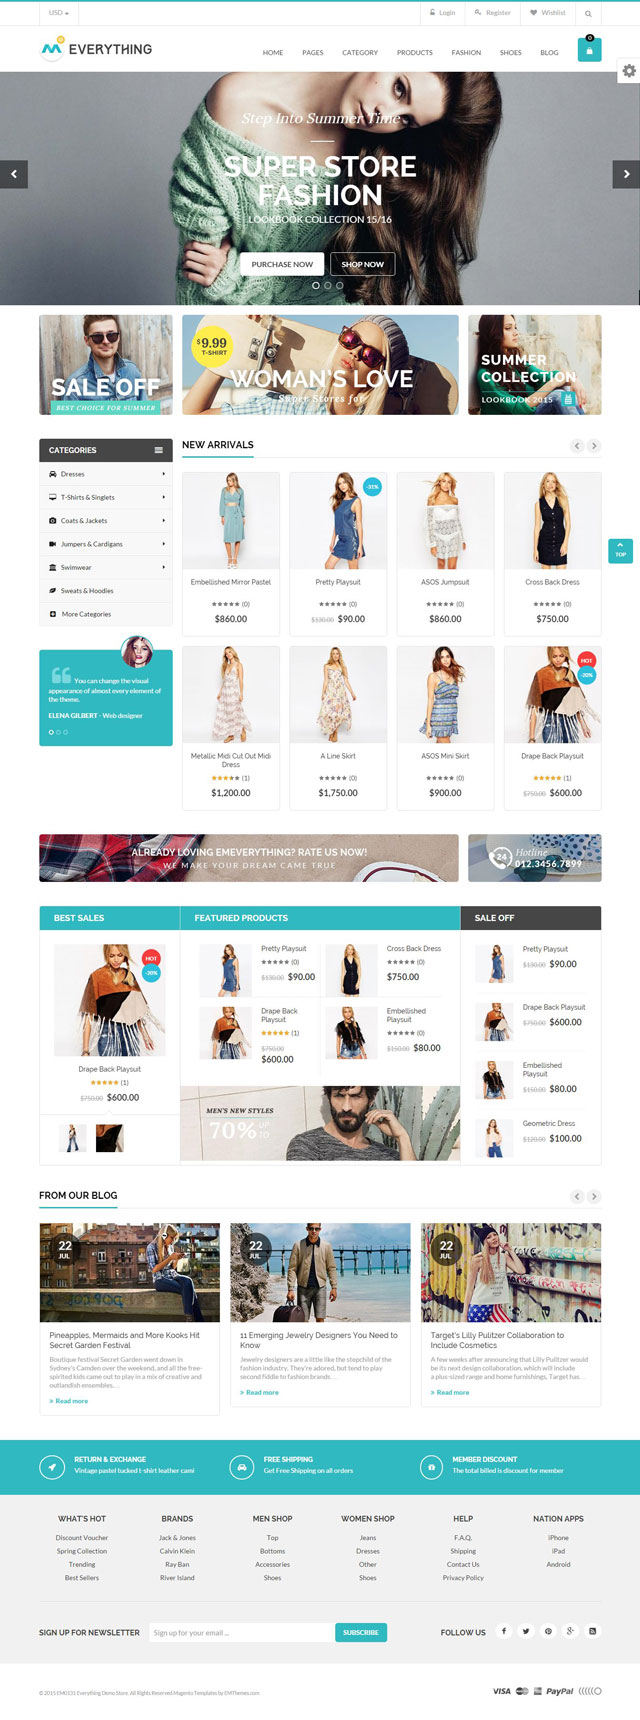 USD
Login
Register
Wishlist
EVERYTHING
HOME
PAGES
CATEGORY
PRODUCTS
FASHION
SHOES
BLOG
0
Step Into Summer Time
SUPER STORE
FASHION
LOOKBOOK COLLECTION 15/16
PURCHASE NOW
SHOP NOW
SALE OFF
BEST CHOICE FOR SUMMER
$9.99
T-SHIRT
WOMAN'S LOVE
Super Stores for
SUMMER
COLLECTION
LOOKBOOK 2015
CATEGORIES
Dresses
T-Shirts & Singlets
Coats & Jackets
Jumpers & Cardigans
Swimwear
Sweats & Hoodies
More Categories
You can change the visual
appearance of almost every element of
the theme.
ELENA GILBERT - Web designer
NEW ARRIVALS
TOP
Embellished Mirror Pastel
(0)
$860.00
-31%
Pretty Playsuit
(0)
$130.00 $90.00
ASOS Jumpsuit
(0)
$860.00
Cross Back Dress
(0)
$750.00
Metallic Midi Cut Out Midi
Dress
(1)
$1,200.00
A Line Skirt
(0)
$1,750.00
ASOS Mini Skirt
(0)
$900.00
HOT
-20%
Drape Back Playsuit
(1)
$750.00 $600.00
ALREADY LOVING EMEVERYTHING? RATE US NOW!
WE MAKE YOUR DREAM CAME TRUE
24
Hotline
012.3456.7899
BEST SALES
HOT
-20%
Drape Back Playsuit
(1)
$750.00 $600.00
FEATURED PRODUCTS
Pretty Playsuit
(0)
$130.00 $90.00
Cross Back Dress
(0)
$750.00
Drape Back
Playsuit
(1)
$750.00
$600.00
Embellished
Playsuit
(0)
$150.00 $80.00
MEN'S NEW STYLES
70% UP TO
SALE OFF
Pretty Playsuit
$130.00 $90.00
Drape Back Playsuit
$750.00 $600.00
Embellished
Playsuit
$150.00 $80.00
Geometric Dress
$120.00 $100.00
FROM OUR BLOG
22
JUL
Pineapples, Mermaids and More Kooks Hit
Secret Garden Festival
Boutique festival Secret Garden went down in
Sydney's Camden over the weekend, and all the free-
spirited kids came out to play in a mix of creative and
outlandish ensembles,...
» Read more
22
JUL
11 Emerging Jewelry Designers You Need to
Know
Jewelry designers are a little like the stepchild of the
fashion industry. They're adored, but tend to play
second fiddle to fashion brands,...
» Read more
22
JUL
Target's Lilly Pulitzer Collaboration to
Include Cosmetics
A few weeks after announcing that Lilly Pulitzer would
be its next design collaboration, which will include
a plus-sized range and home furnishings, Target has...
» Read more
RETURN & EXCHANGE
Vintage pastel tucked t-shirt leather cami
FREE SHIPPING
Get Free Shipping on all orders
MEMBER DISCOUNT
The total billed is discount for member
WHAT'S HOT
Discount Voucher
Spring Collection
Trending
Best Sellers
BRANDS
Jack & Jones
Calvin Klein
Ray Ban
River Island
MEN SHOP
Top
Bottoms
Accessories
Shoes
WOMEN SHOP
Jeans
Dresses
Other
Shoes
HELP
F.A.Q.
Shipping
Contact Us
Privacy Policy
NATION APPS
iPhone
iPad
Android
SIGN UP FOR NEWSLETTER
Sign up for your email ...
SUBSCRIBE
FOLLOW US
© 2015 EM0131 Everything Demo Store. All Rights Reserved Magento Templates by EMThemes.com
VISA
PayPal